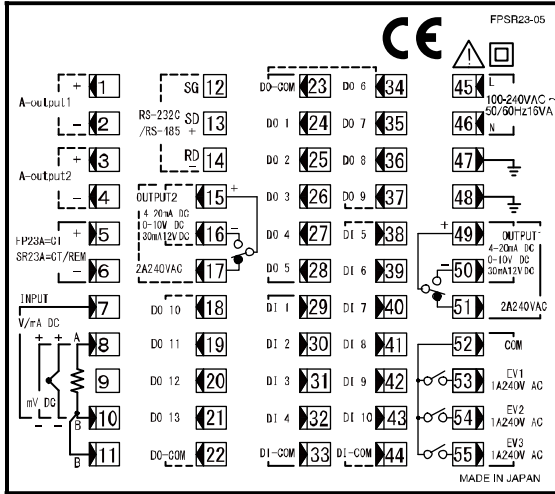 FPSR23-05
CE
A-output1
+ 1
- 2
A-output2
+ 3
- 4
FP23A=CT
SR23A=CT/REM
+ 5
- 6
INPUT
V/mA DC
7
+ + A 8
9
mV DC
- - B 10
B 11
RS-232C
/RS-485
SG 12
SD + 13
RD - 14
OUTPUT2
4-20mA DC
0-10V DC
30mA12V DC
2A240VAC
15 +
16 -
17
DO 10 18
DO 11 19
DO 12 20
DO 13 21
DO-COM 22
DO-COM 23
DO 1 24
DO 2 25
DO 3 26
DO 4 27
DO 5 28
DI 1 29
DI 2 30
DI 3 31
DI 4 32
DI-COM 33
DO 6 34
DO 7 35
DO 8 36
DO 9 37
DI 5 38
DI 6 39
DI 7 40
DI 8 41
DI 9 42
DI 10 43
DI-COM 44
45 L
46 N
100-240VAC ~
50/60Hz16VA
47
48
+ 49
- 50
51
OUTPUT
4-20mA DC
0-10V DC
30mA12V DC
2A240VAC
52 COM
53 EV1
1A240V AC
54 EV2
1A240V AC
55 EV3
1A240V AC
MADE IN JAPAN